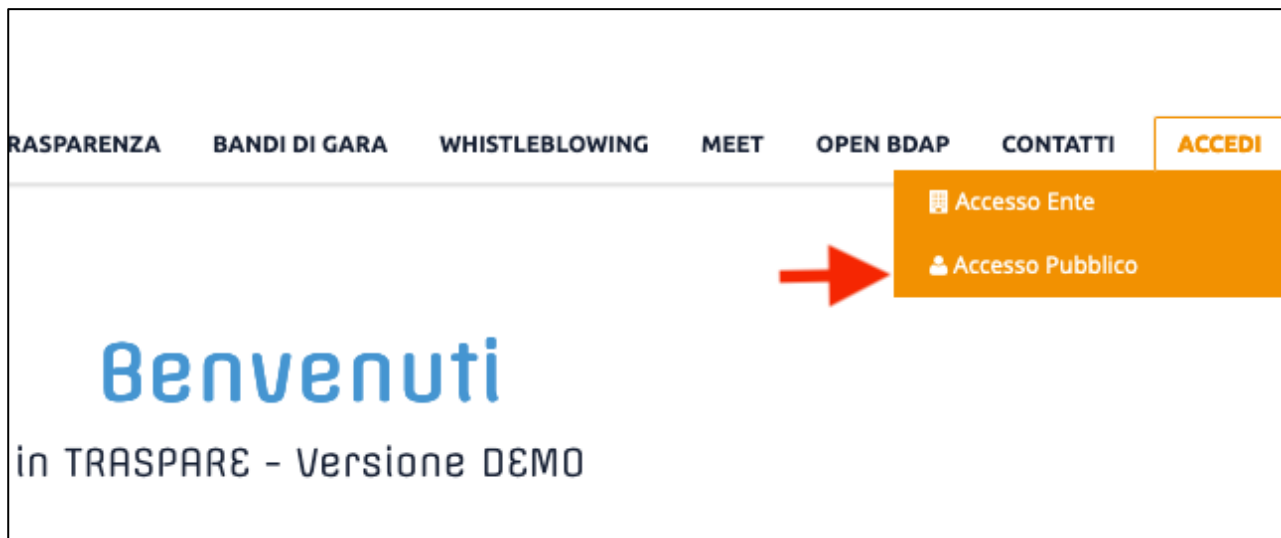 RASPARENZA BANDI DI GARA WHISTLEBLOWING MEET OPEN BDAP CONTATTI ACCEDI
Accesso Ente
Accesso Pubblico
Benvenuti
in TRASPARE - Versione DEMO